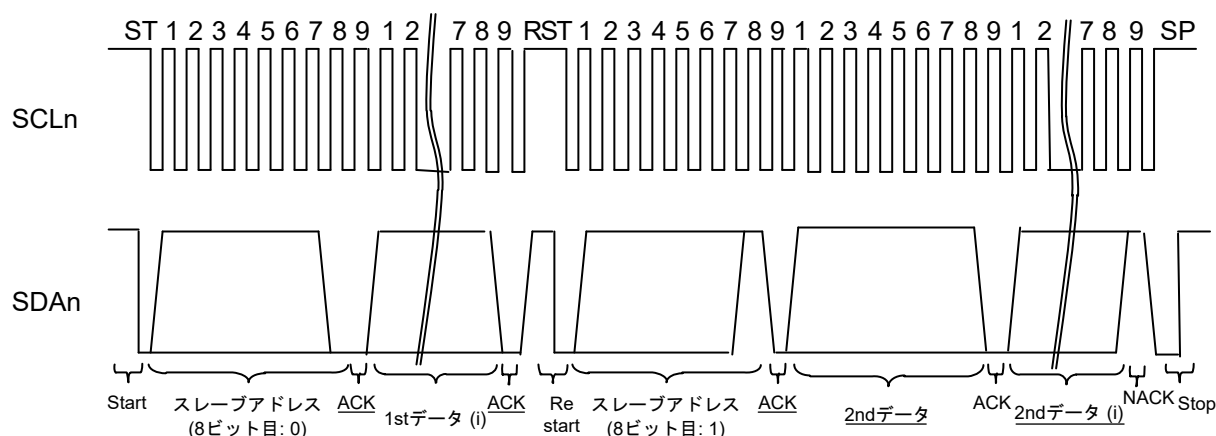 ST 1 2 3 4 5 6 7 8 9 1 2 7 8 9 RST 1 2 3 4 5 6 7 8 9 1 2 3 4 5 6 7 8 9 1 2 7 8 9 SP
SCLn
SDAn
Start
スレーブアドレス
(8ビット目: 0)
ACK
1stデータ (i)
ACK
Re
start
スレーブアドレス
(8ビット目: 1)
ACK
2ndデータ
ACK
2ndデータ (i)
NACK
Stop